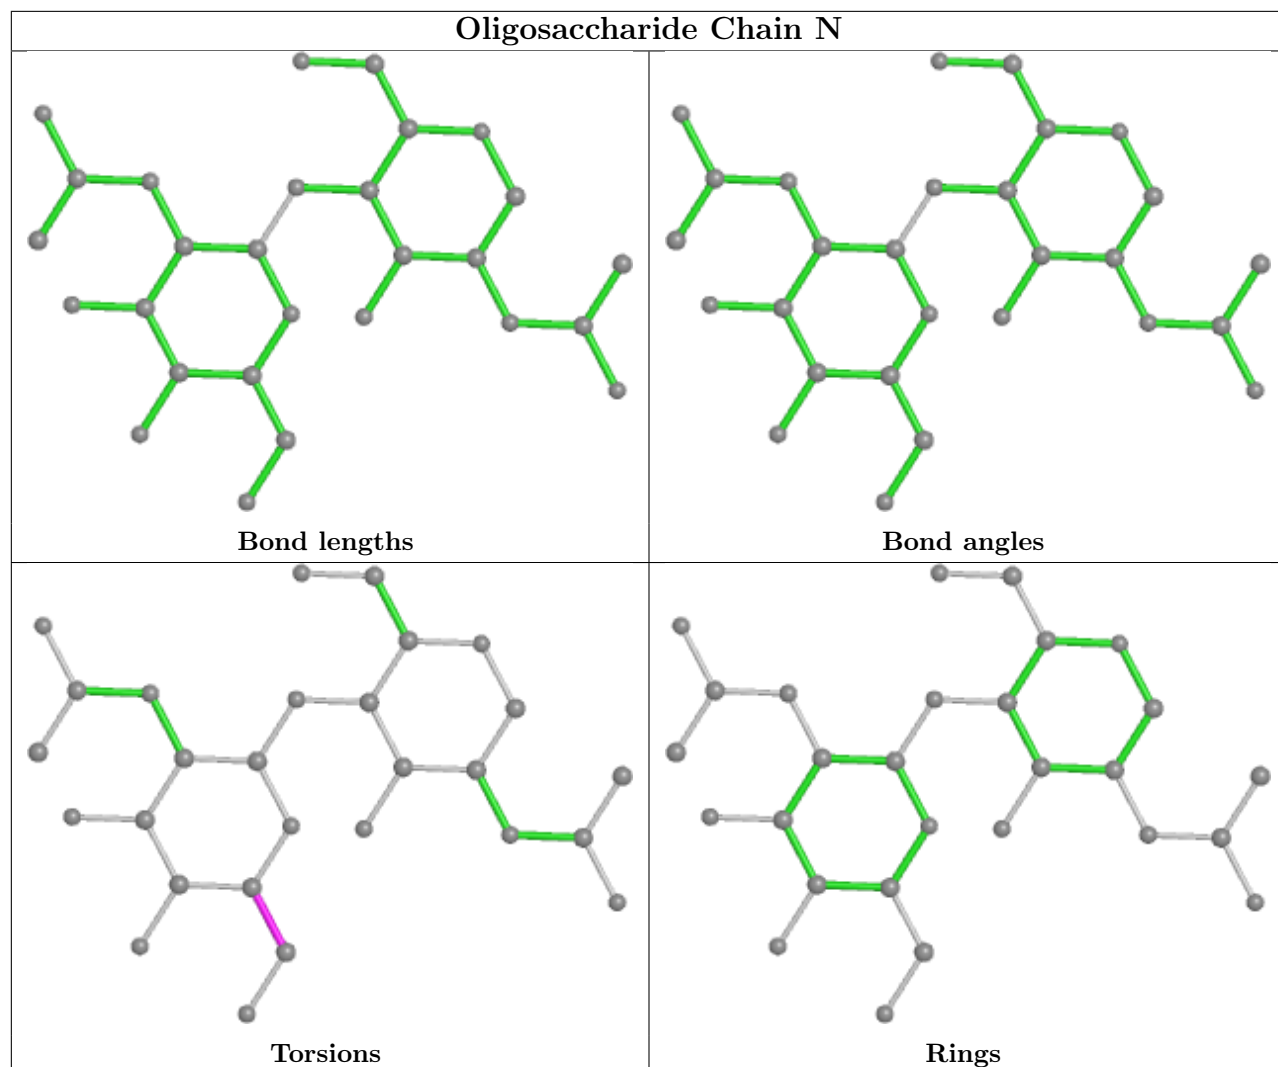 Oligosaccharide Chain N
Bond lengths
Bond angles
Torsions
Rings